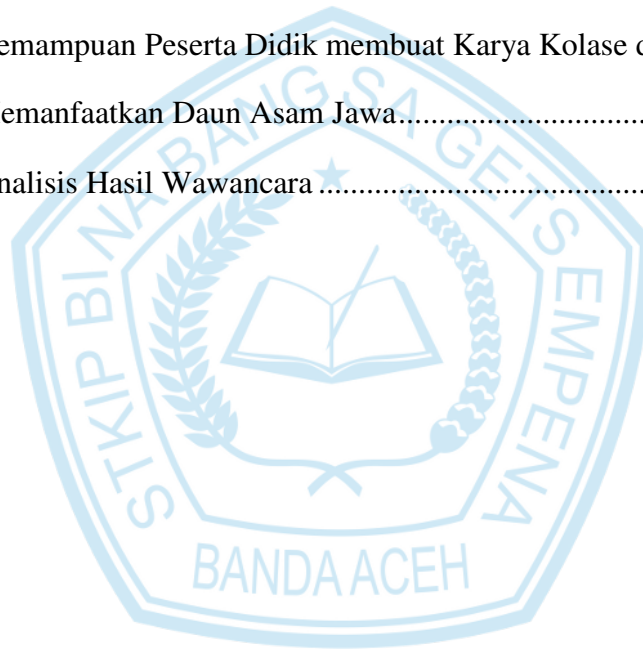 emampuan Peserta Didik membuat Karya Kolase
emanfaatkan Daun Asam Jawa..............................
nalisis Hasil Wawancara ........................................
STKIP BINA BANGSA GETSEMPENA
BANDA ACEH